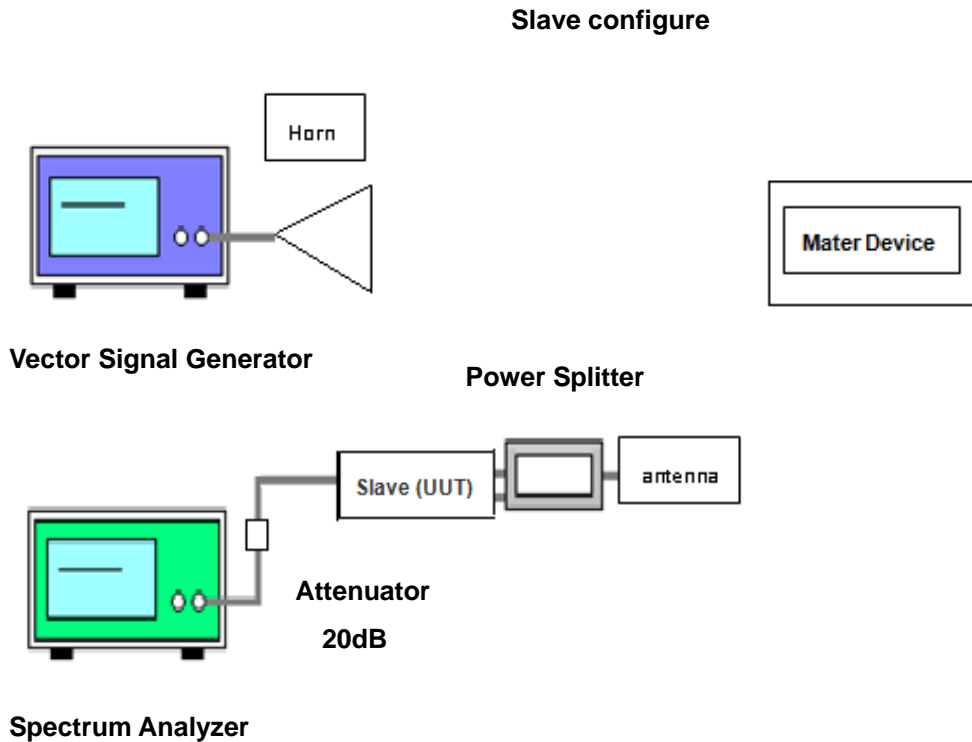 Slave configure
Horn
Mater Device
Vector Signal Generator
Power Splitter
Slave (UUT)
antenna
Attenuator
20dB
Spectrum Analyzer